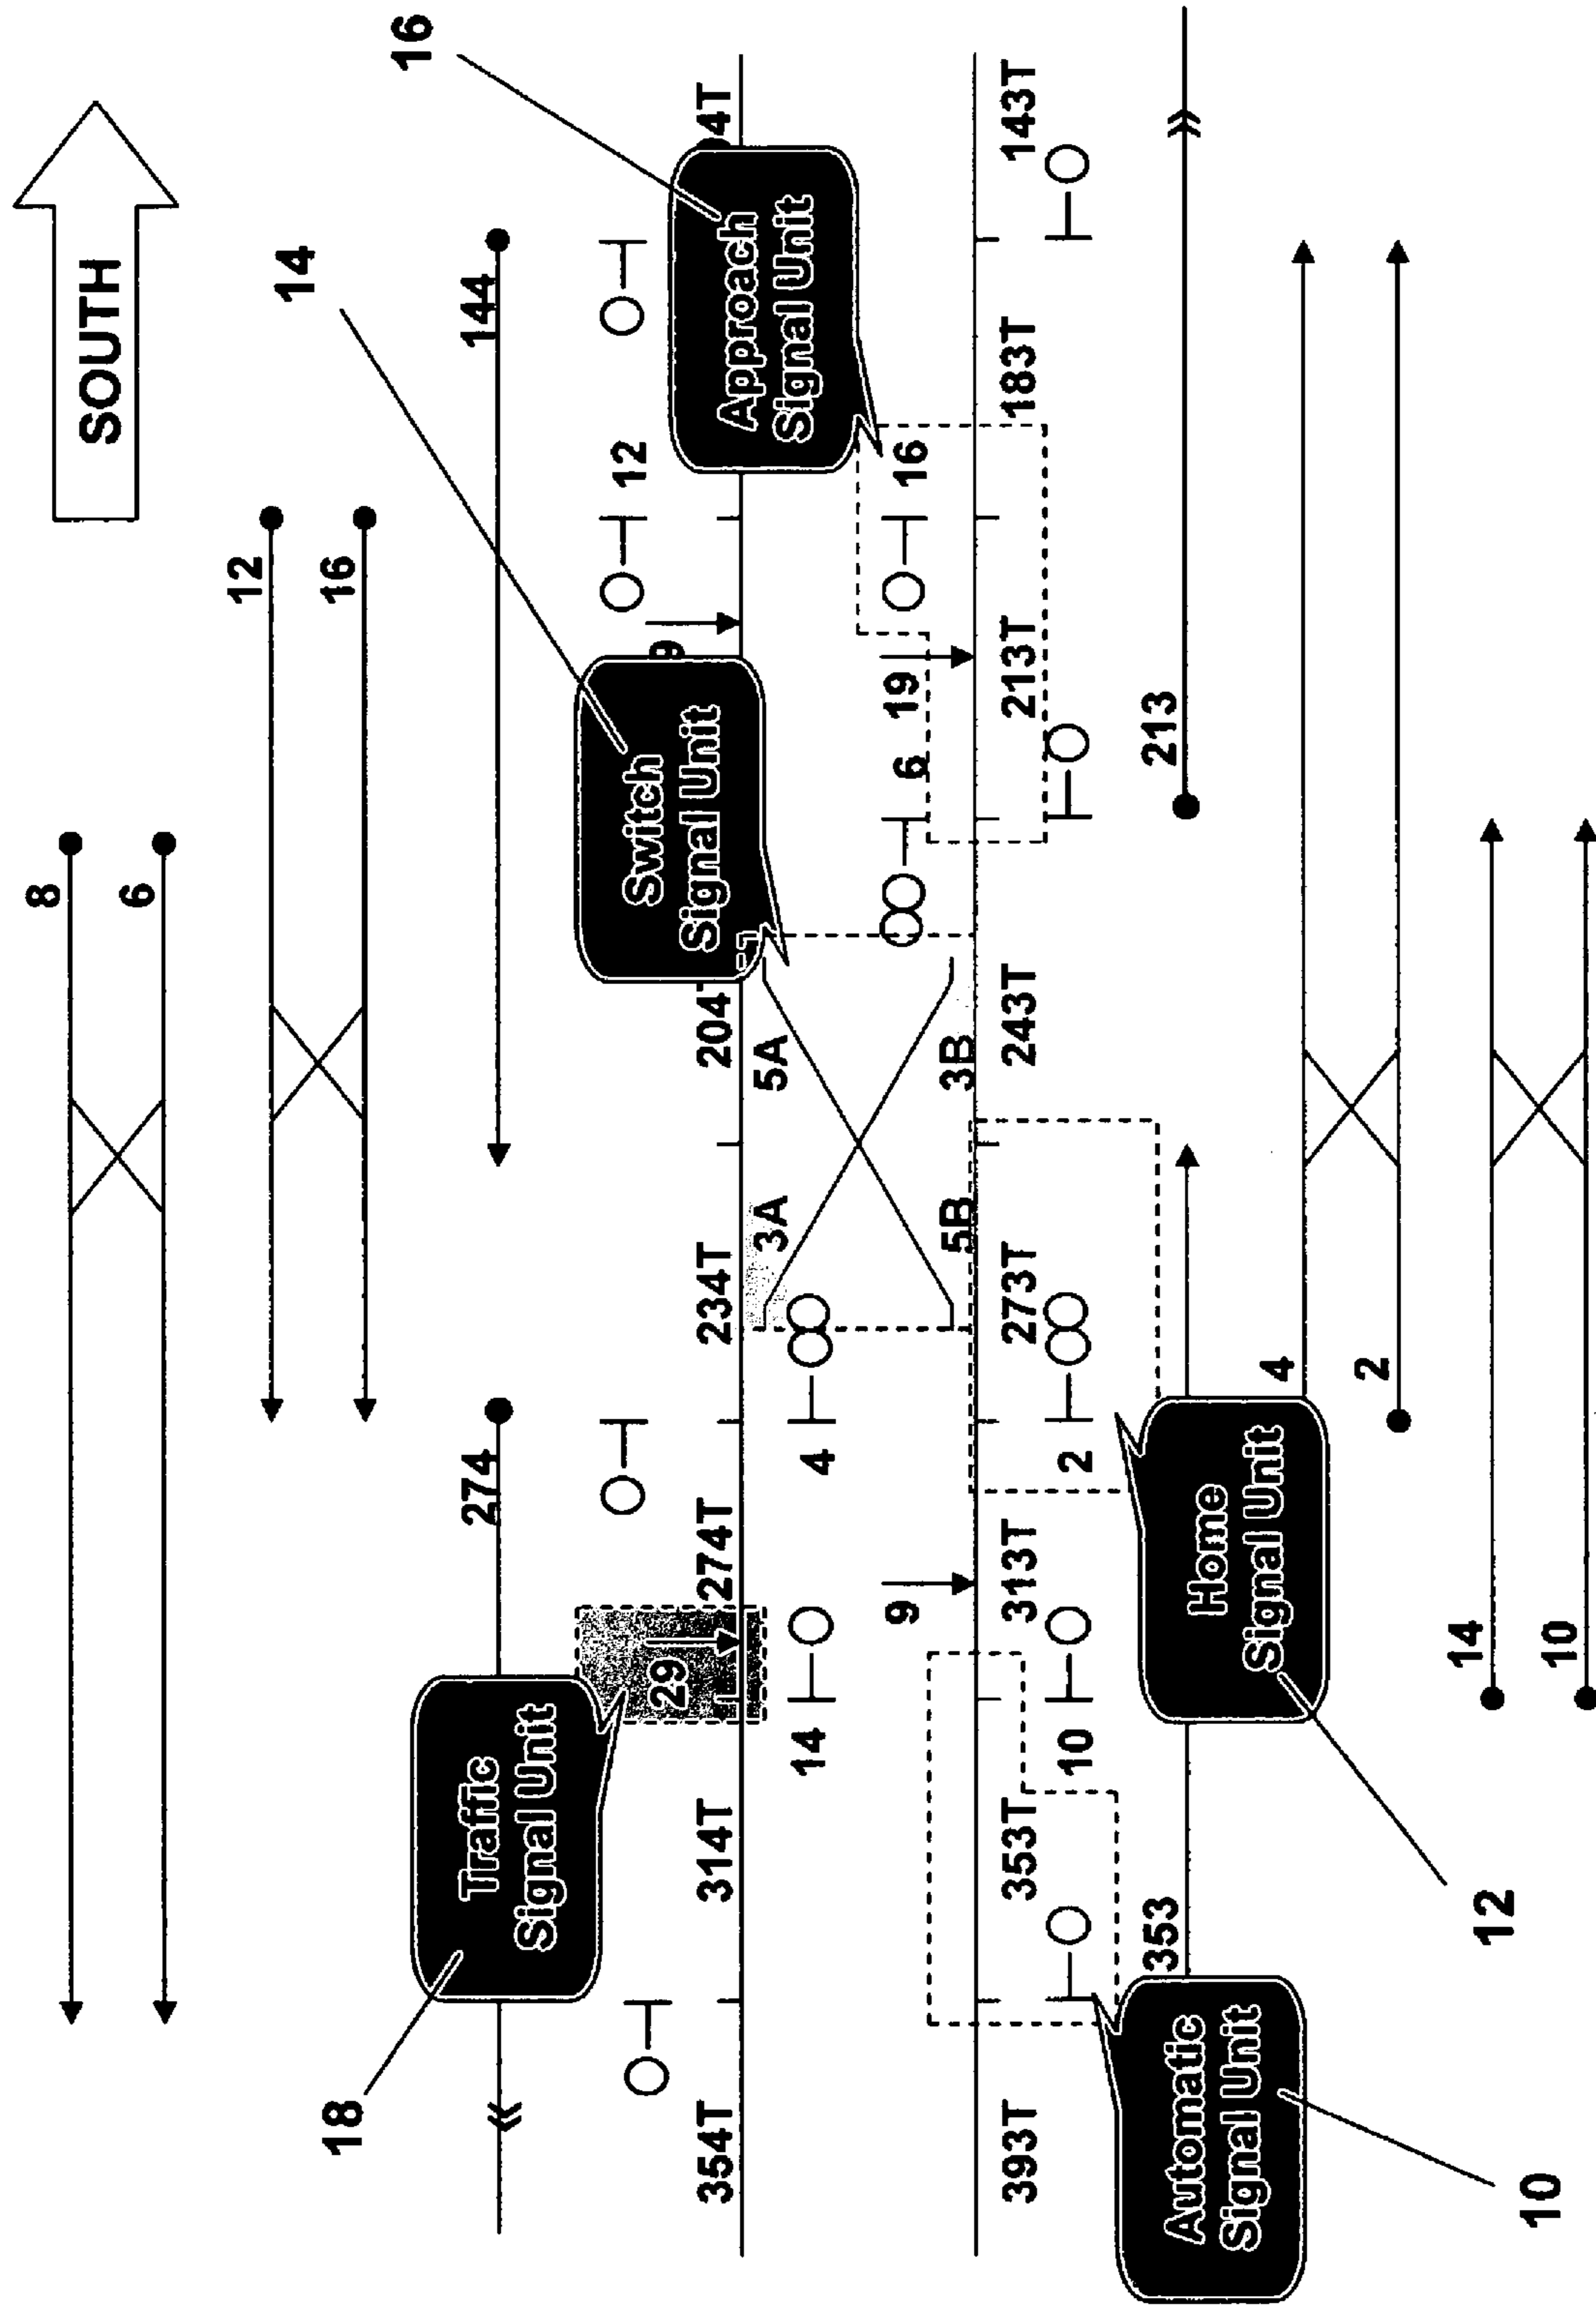 SOUTH
8
6
12
16
144
274
18
14
16
Traffic
Signal Unit
Switch
Signal Unit
Approach
Signal Unit
12
29
354T
314T
274T
234T
204
14
4
3A
5A
9
6
19
16
5B
3B
393T
353T
313T
273T
243T
213T
183T
143T
10
2
353
213
Automatic
Signal Unit
Home
Signal Unit
4
2
14
10
10
12